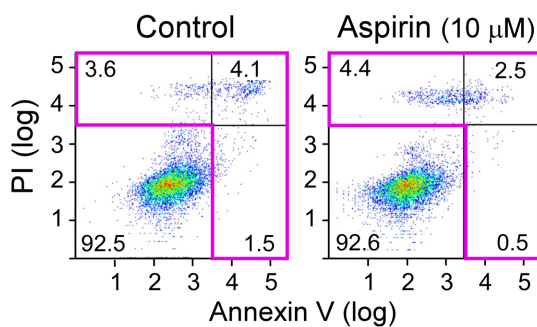 Control Aspirin (10 µM)
5 3.6 4.1 5 4.4 2.5
4 4
3 3
PI (log)
2 2
1 1
92.5 1.5 92.6 0.5
1 2 3 4 5 1 2 3 4 5
Annexin V (log)